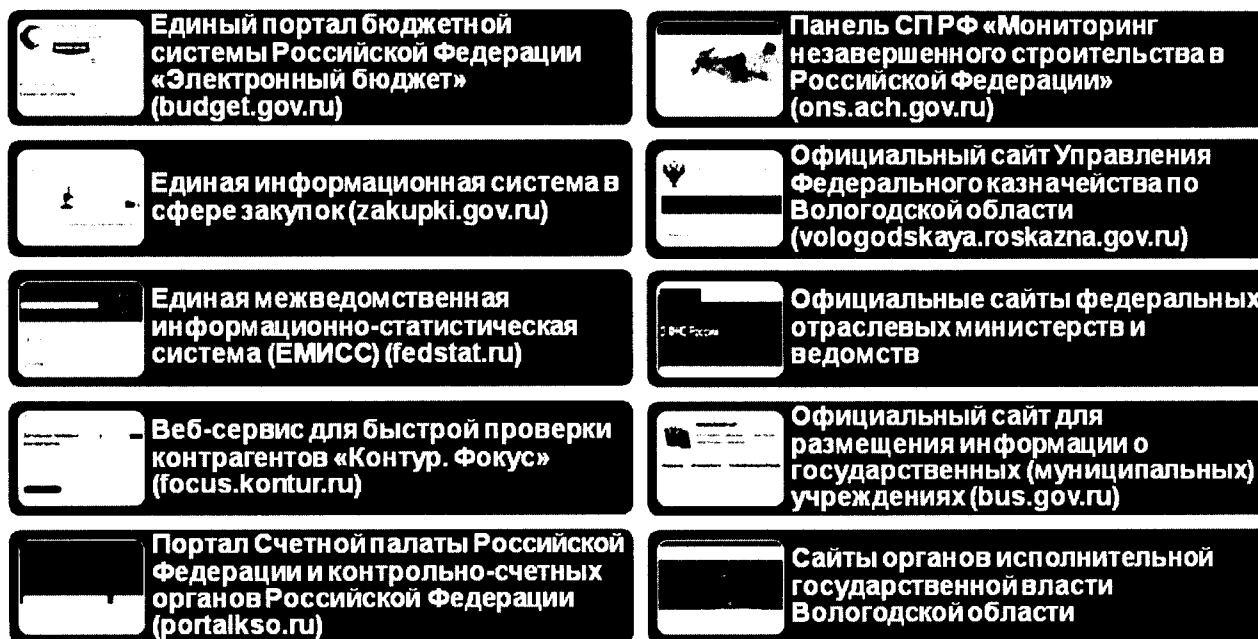 Единый портал бюджетной
системы Российской Федерации
«Электронный бюджет»
(budget.gov.ru)
Единая информационная система в
сфере закупок (zakupki.gov.ru)
Единая межведомственная
информационно-статистическая
система (ЕМИСС) (fedstat.ru)
Веб-сервис для быстрой проверки
контрагентов «Контур. Фокус»
(focus.kontur.ru)
Портал Счетной палаты Российской
Федерации и контрольно-счетных
органов Российской Федерации
(portalkso.ru)
Панель СП РФ «Мониторинг
незавершенного строительства в
Российской Федерации»
(ons.ach.gov.ru)
Официальный сайт Управления
Федерального казначейства по
Вологодской области
(vologodskaya.roskazna.gov.ru)
ФНС России
Официальные сайты федеральных
отраслевых министерств и
ведомств
Официальный сайт для
размещения информации о
государственных (муниципальных)
учреждениях (bus.gov.ru)
Сайты органов исполнительной
государственной власти
Вологодской области